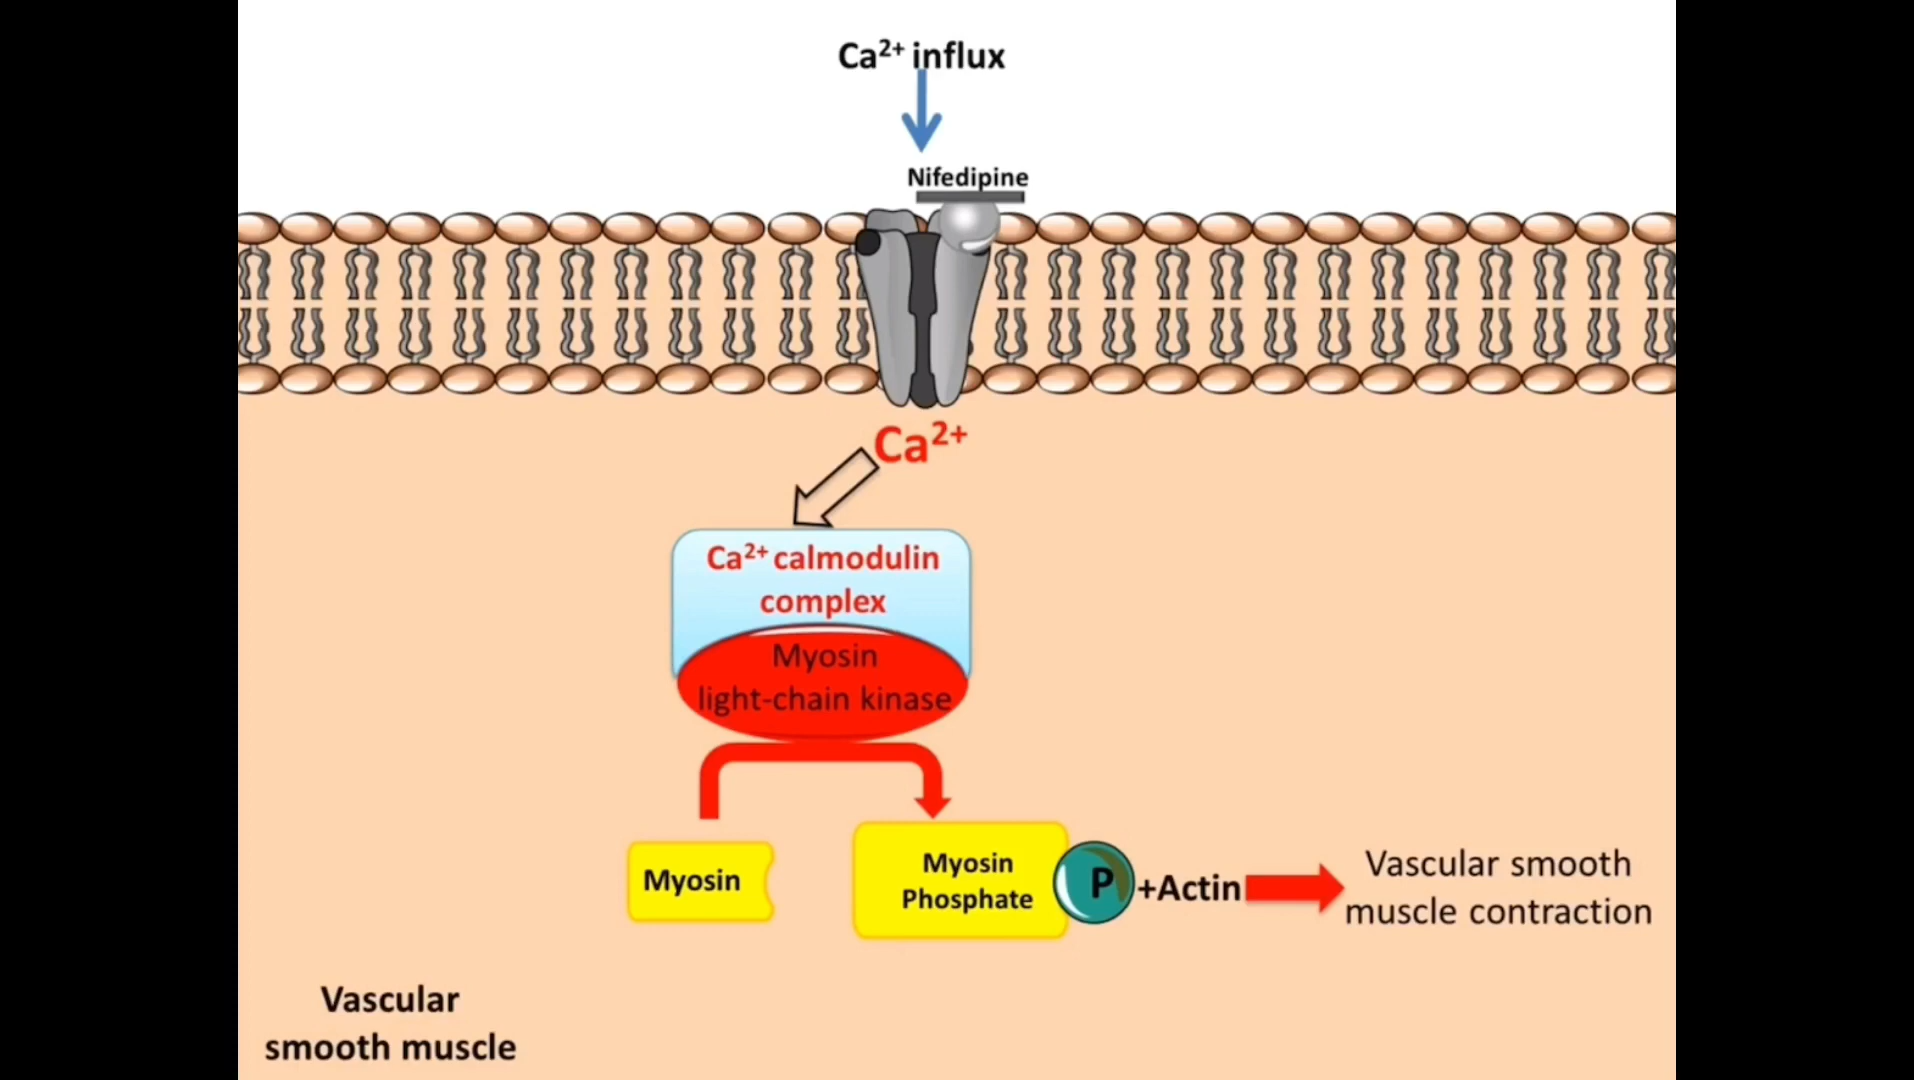 Ca²⁺ influx
Nifedipine
Ca²⁺
Ca²⁺ calmodulin
complex
Myosin
light-chain kinase
Myosin
Myosin
Phosphate
P
+Actin
Vascular smooth
muscle contraction
Vascular
smooth muscle